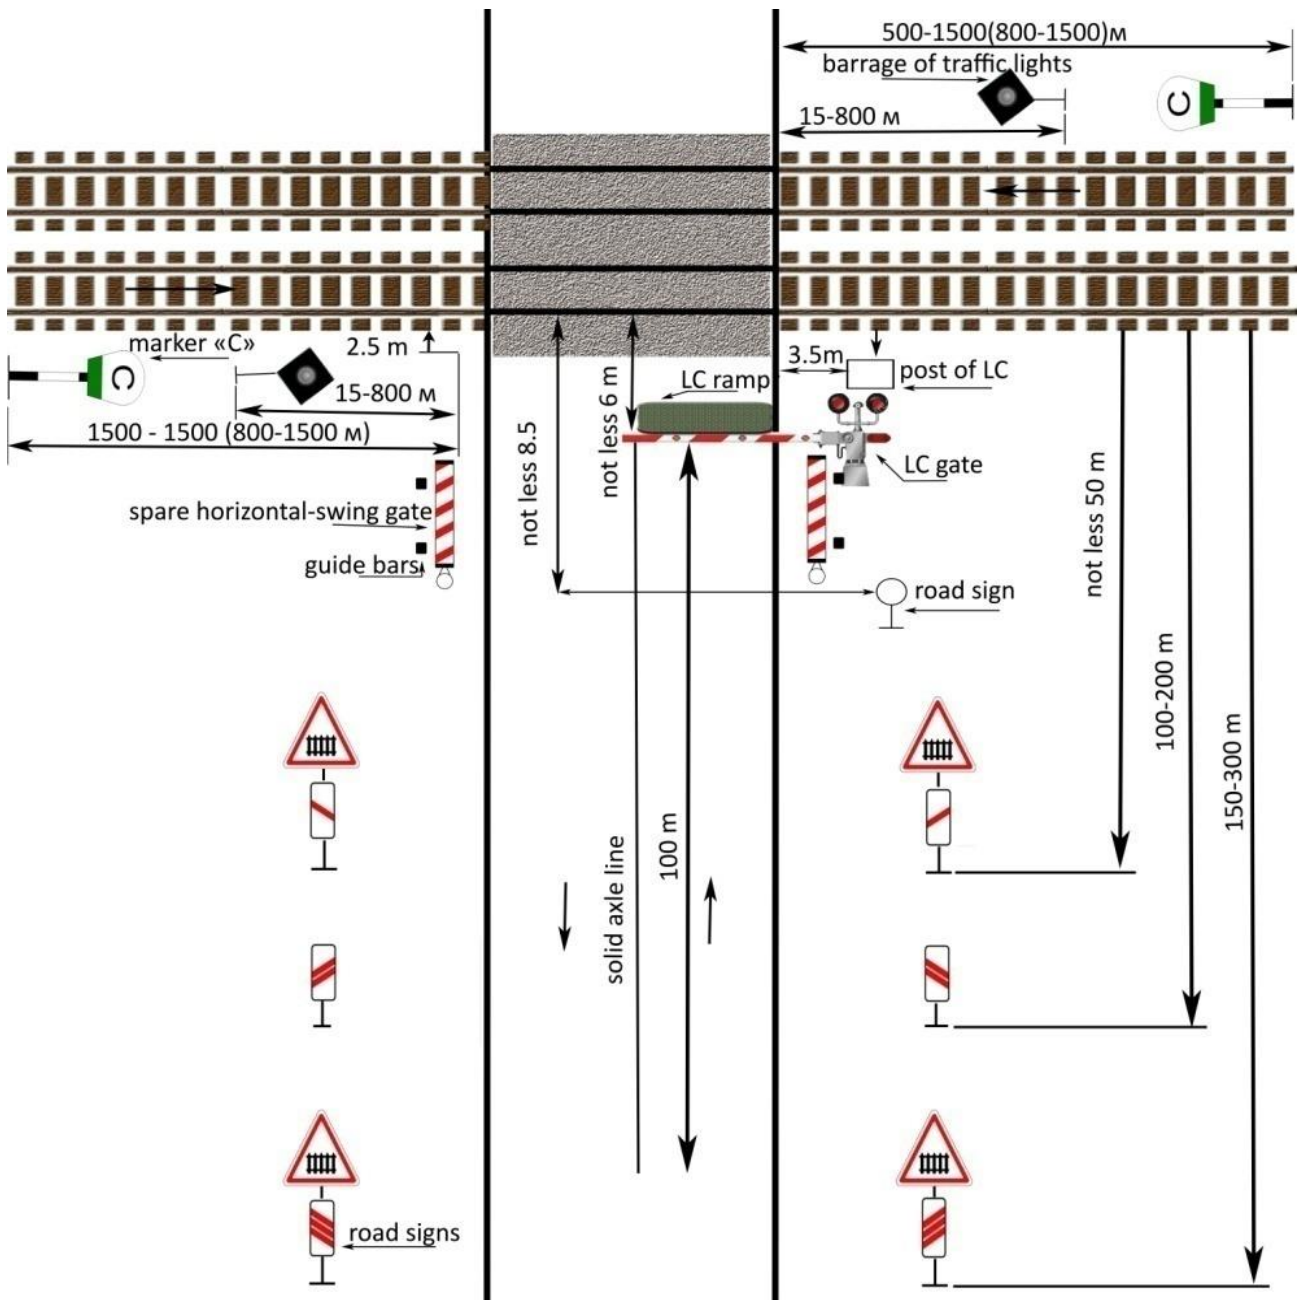 500-1500(800-1500)м
barrage of traffic lights
C
15-800 м
marker «C»
2.5 m
C
15-800 м
1500 - 1500 (800-1500 м)
3.5m
post of LC
LC ramp
not less 6 m
not less 8.5
LC gate
not less 50 m
spare horizontal-swing gate
guide bars
road sign
100-200 m
150-300 m
100 m
solid axle line
road signs